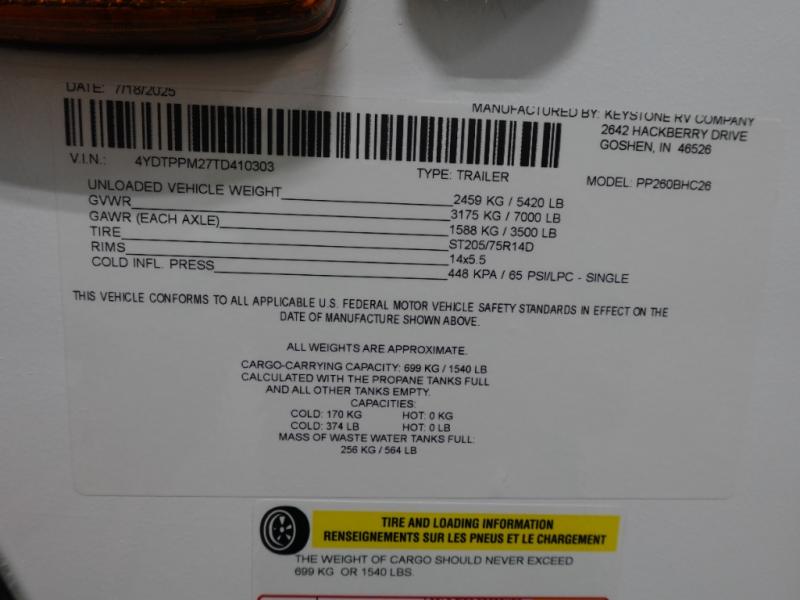 DATE: 7/18/2025
MANUFACTURED BY: KEYSTONE RV COMPANY
2642 HACKBERRY DRIVE
GOSHEN, IN 46526
V.I.N.: 4YDTPPM27TD410303
TYPE: TRAILER
MODEL: PP260BHC26
UNLOADED VEHICLE WEIGHT 2459 KG / 5420 LB
GVWR 3175 KG / 7000 LB
GAWR (EACH AXLE) 1588 KG / 3500 LB
TIRE ST205/75R14D
RIMS 14x5.5
COLD INFL. PRESS 448 KPA / 65 PSI/LPC - SINGLE
THIS VEHICLE CONFORMS TO ALL APPLICABLE U.S. FEDERAL MOTOR VEHICLE SAFETY STANDARDS IN EFFECT ON THE
DATE OF MANUFACTURE SHOWN ABOVE.
ALL WEIGHTS ARE APPROXIMATE.
CARGO-CARRYING CAPACITY: 699 KG / 1540 LB
CALCULATED WITH THE PROPANE TANKS FULL
AND ALL OTHER TANKS EMPTY.
CAPACITIES:
COLD: 170 KG HOT: 0 KG
COLD: 374 LB HOT: 0 LB
MASS OF WASTE WATER TANKS FULL:
256 KG / 564 LB
TIRE AND LOADING INFORMATION
RENSEIGNEMENTS SUR LES PNEUS ET LE CHARGEMENT
THE WEIGHT OF CARGO SHOULD NEVER EXCEED
699 KG OR 1540 LBS.